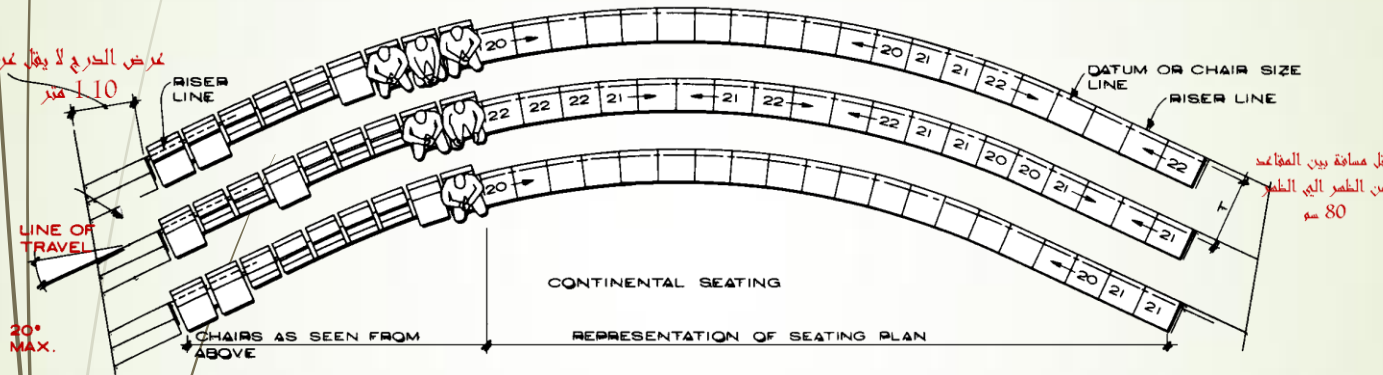 عرض الدرج لا يقل
1.10 متر
RISER
LINE
20 → ← 20 21 21 22 → ← 22
DATUM OR CHAIR SIZE
LINE
RISER LINE
22 22 22 21 → ← 21 22 → ← 22 21 21 20 20 21 → ← 21
مسافة بين المقاعد
الظهر الي الظهر
80 سم
T
LINE OF
TRAVEL
20 → ← 20 21 21
20°
MAX.
CONTINENTAL SEATING
CHAIRS AS SEEN FROM
ABOVE
REPRESENTATION OF SEATING PLAN